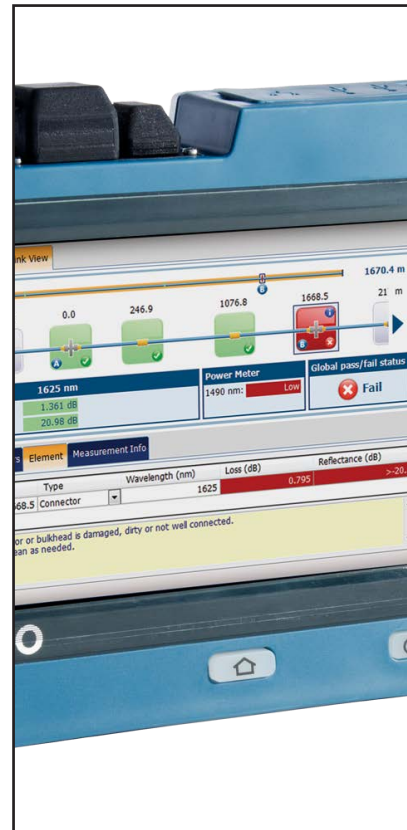 ink View
1670.4 m
0.0
246.9
1076.8
1668.5
21 m
B
A
B
1625 nm
1.361 dB
20.98 dB
Power Meter
1490 nm: Low
Global pass/fail status
Fail
s Element Measurement Info
Type Wavelength (nm) Loss (dB) Reflectance (dB)
68.5 Connector 1625 0.795 >-20.
or or bulkhead is damaged, dirty or not well connected.
ean as needed.
O